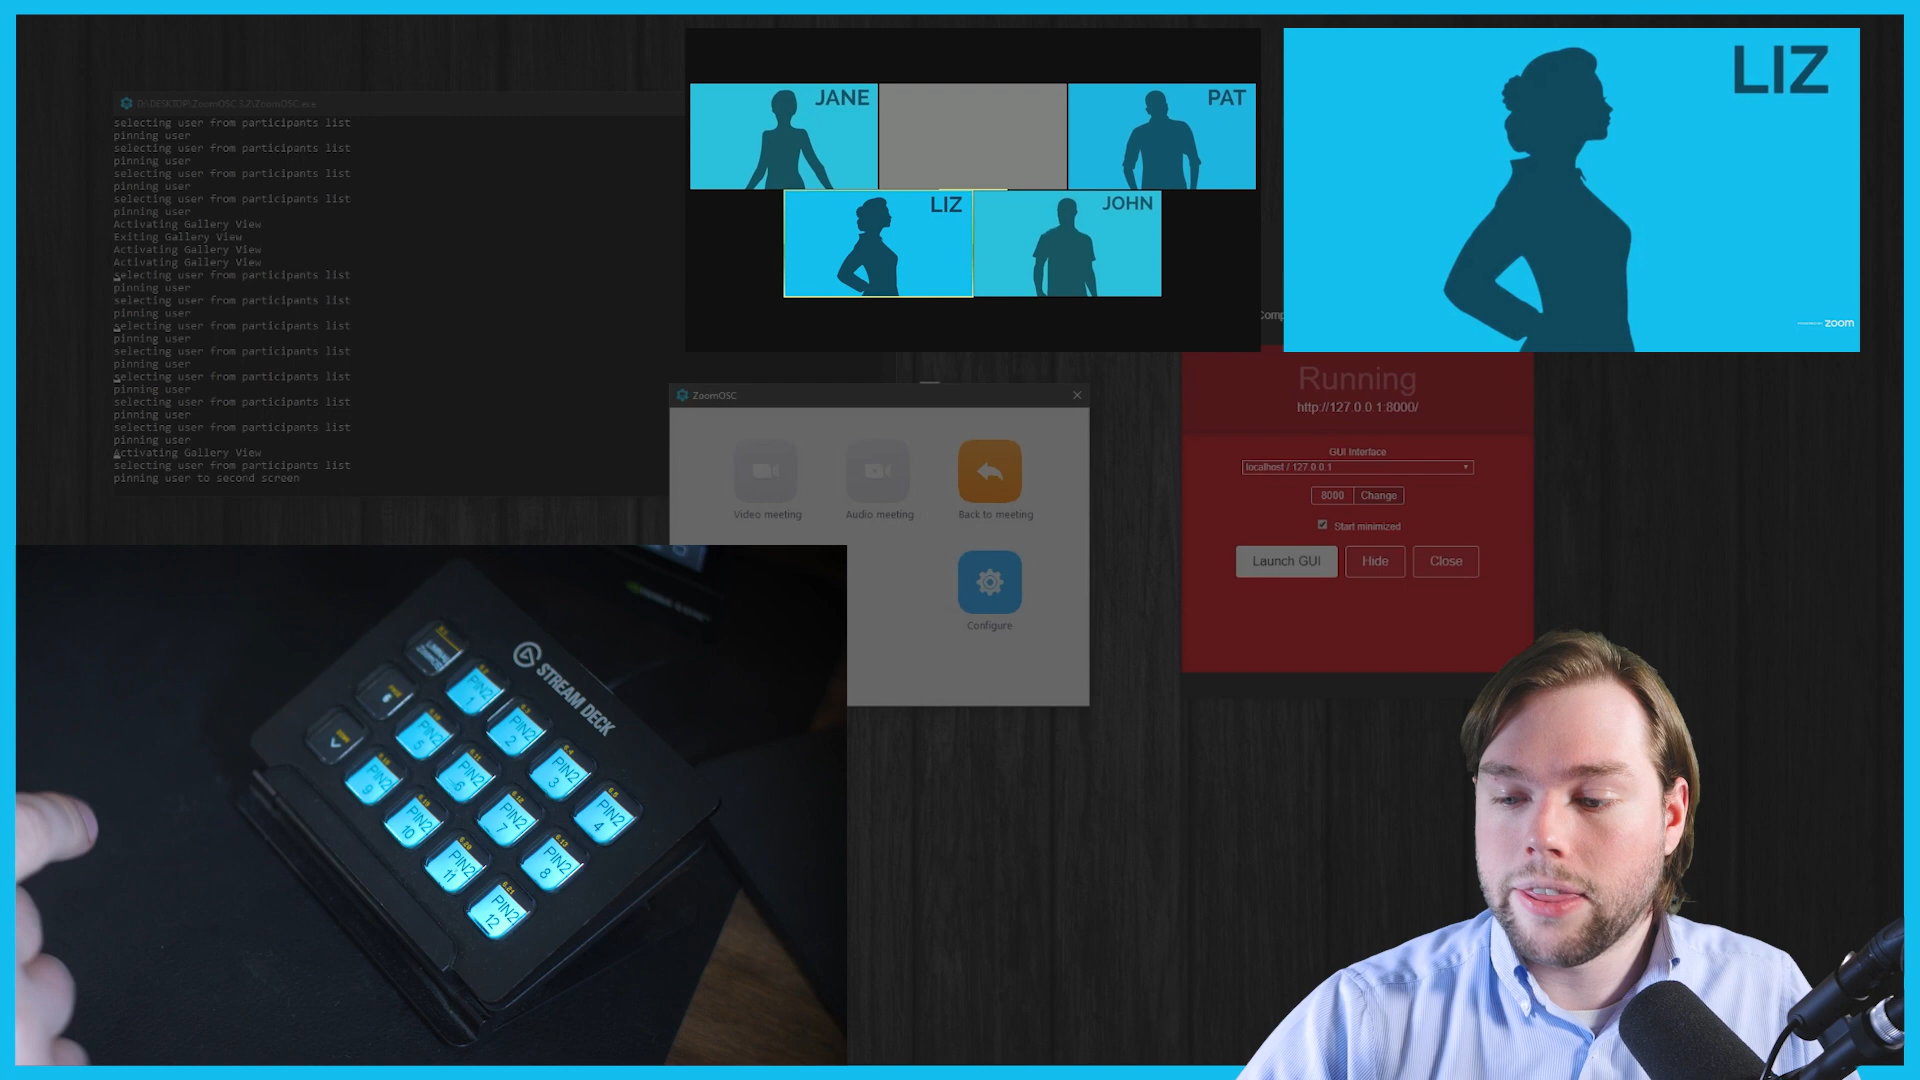 D:\DESKTOP\ZoomOSC 3.2\ZoomOSC.exe
selecting user from participants list
pinning user
selecting user from participants list
pinning user
selecting user from participants list
pinning user
selecting user from participants list
pinning user
Activating Gallery View
Exiting Gallery View
Activating Gallery View
Activating Gallery View
selecting user from participants list
pinning user
selecting user from participants list
pinning user
selecting user from participants list
pinning user
selecting user from participants list
pinning user
selecting user from participants list
pinning user
selecting user from participants list
pinning user
selecting user from participants list
pinning user
Activating Gallery View
selecting user from participants list
pinning user to second screen
JANE
PAT
LIZ
JOHN
LIZ
zoom
Comp
ZoomOSC
Video meeting
Audio meeting
Back to meeting
Configure
Running
http://127.0.0.1:8000/
GUI Interface
localhost / 127.0.0.1
8000 Change
Start minimized
Launch GUI
Hide
Close
STREAM DECK
PIN2 1
PIN2 2
PIN2 3
PIN2 4
PIN2 5
PIN2 6
PIN2 7
PIN2 8
PIN2 9
PIN2 10
PIN2 11
PIN2 12